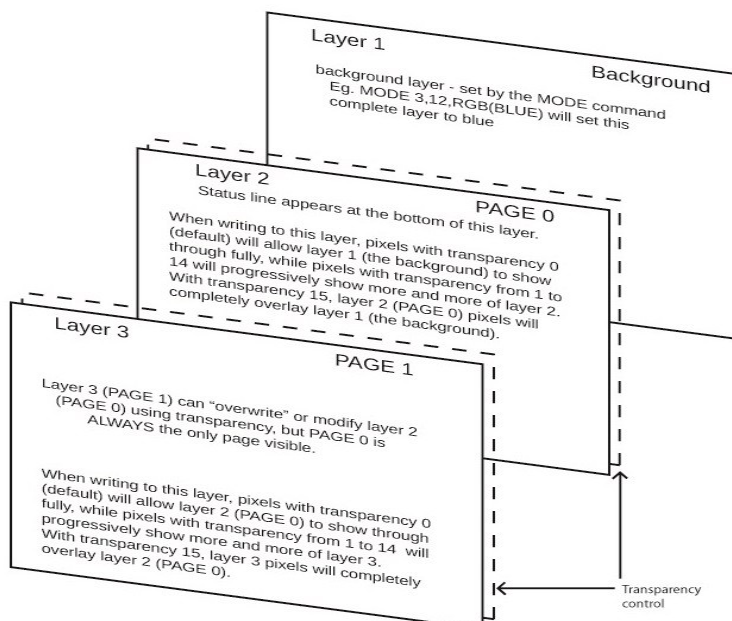 Layer 1
Background
background layer - set by the MODE command
Eg. MODE 3,12,RGB(BLUE) will set this
complete layer to blue
Layer 2
PAGE 0
Status line appears at the bottom of this layer.
When writing to this layer, pixels with transparency 0
(default) will allow layer 1 (the background) to show
through fully, while pixels with transparency from 1 to
14 will progressively show more and more of layer 2.
With transparency 15, layer 2 (PAGE 0) pixels will
completely overlay layer 1 (the background).
Layer 3
PAGE 1
Layer 3 (PAGE 1) can “overwrite” or modify layer 2
(PAGE 0) using transparency, but PAGE 0 is
ALWAYS the only page visible.
When writing to this layer, pixels with transparency 0
(default) will allow layer 2 (PAGE 0) to show through
fully, while pixels with transparency from 1 to 14 will
progressively show more and more of layer 3.
With transparency 15, layer 3 pixels will completely
overlay layer 2 (PAGE 0).
Transparency
control